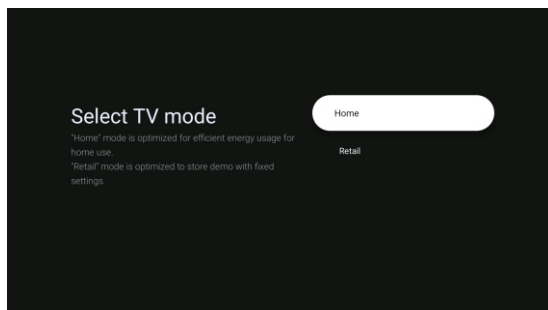 Select TV mode
"Home" mode is optimized for efficient energy usage for
home use.
"Retail" mode is optimized to store demo with fixed
settings.
Home
Retail